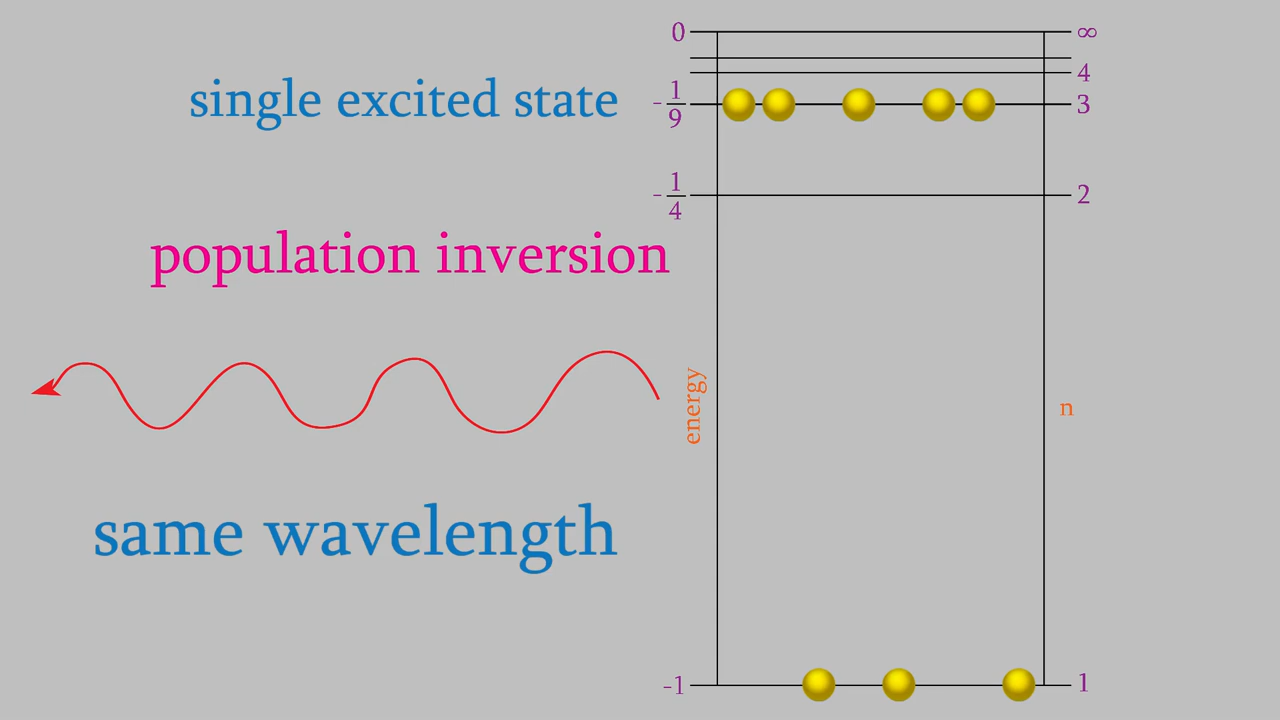 0
∞
4
single excited state
-1/9
3
-1/4
2
population inversion
energy
n
same wavelength
-1
1